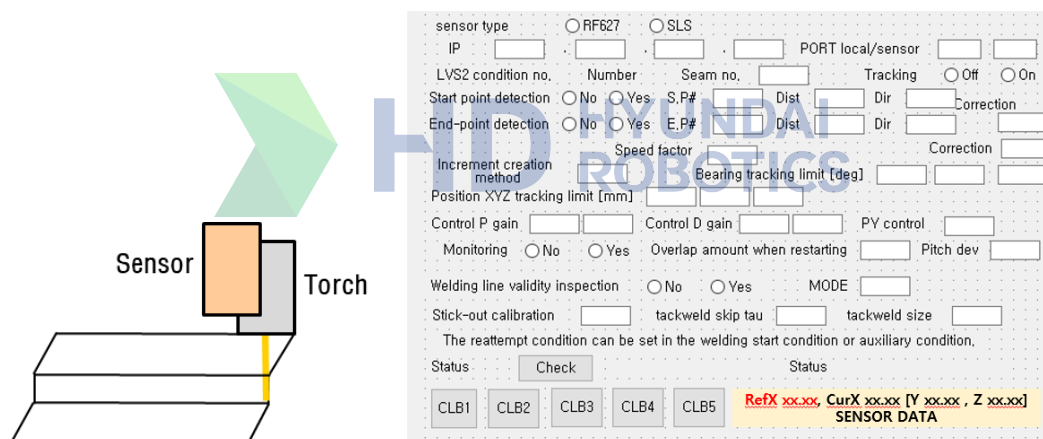 sensor type RF627 SLS
IP . . . PORT local/sensor
LVS2 condition no. Number Seam no. Tracking Off On
Start point detection No Yes S.P# Dist Dir Correction
End-point detection No Yes E.P# Dist Dir
Speed factor Correction
Increment creation method Bearing tracking limit [deg]
Position XYZ tracking limit [mm]
Control P gain Control D gain PY control
Monitoring No Yes Overlap amount when restarting Pitch dev
Welding line validity inspection No Yes MODE
Stick-out calibration tackweld skip tau tackweld size
The reattempt condition can be set in the welding start condition or auxiliary condition.
Status Check Status
CLB1 CLB2 CLB3 CLB4 CLB5 RefX xx.xx, CurX xx.xx [Y xx.xx , Z xx.xx]
SENSOR DATA
Sensor
Torch
HD HYUNDAI
ROBOTICS